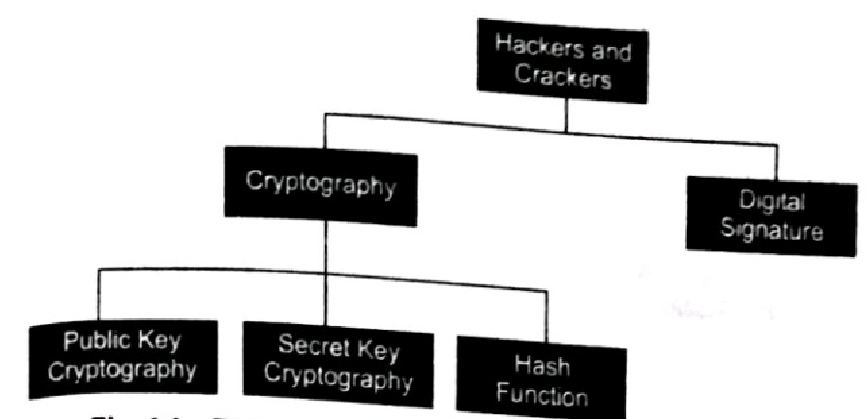 Hackers and
Crackers
Cryptography
Digital
Signature
Public Key
Cryptography
Secret Key
Cryptography
Hash
Function